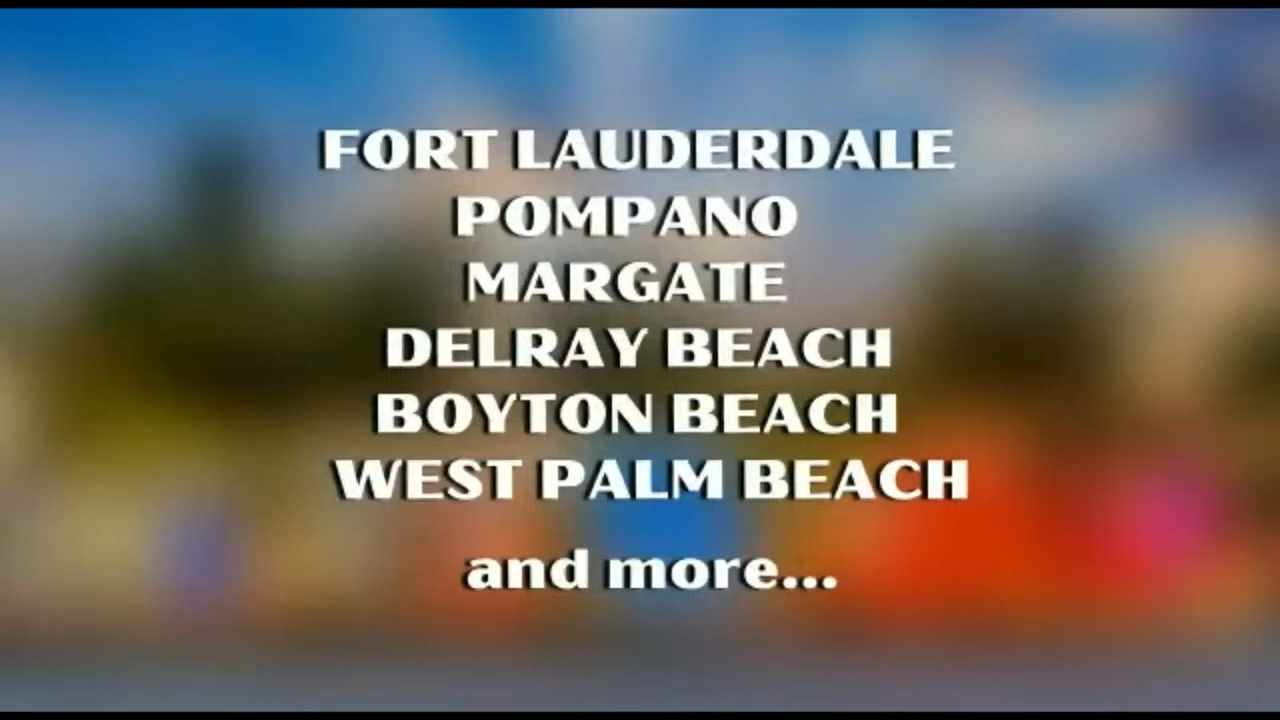 FORT LAUDERDALE
POMPANO
MARGATE
DELRAY BEACH
BOYTON BEACH
WEST PALM BEACH
and more...